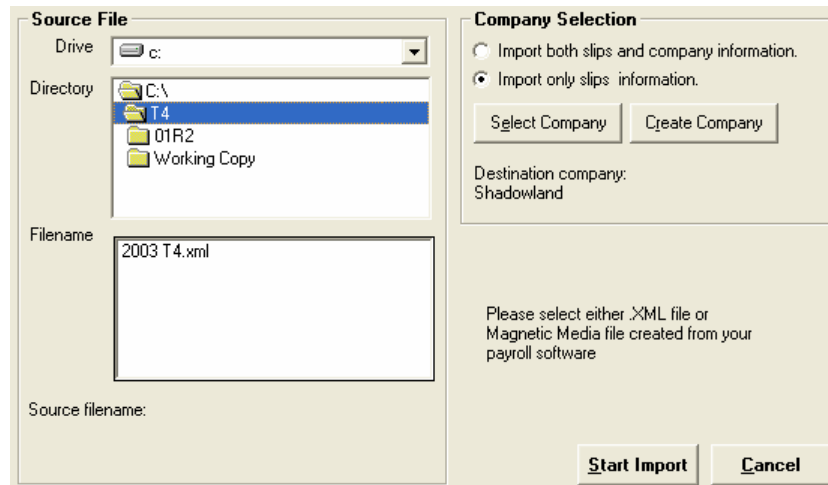 Source File
Drive
c:
Directory
C:\
T4
01R2
Working Copy
Filename
2003 T4.xml
Source filename:
Company Selection
Import both slips and company information.
Import only slips information.
Select Company
Create Company
Destination company:
Shadowland
Please select either .XML file or
Magnetic Media file created from your
payroll software
Start Import
Cancel